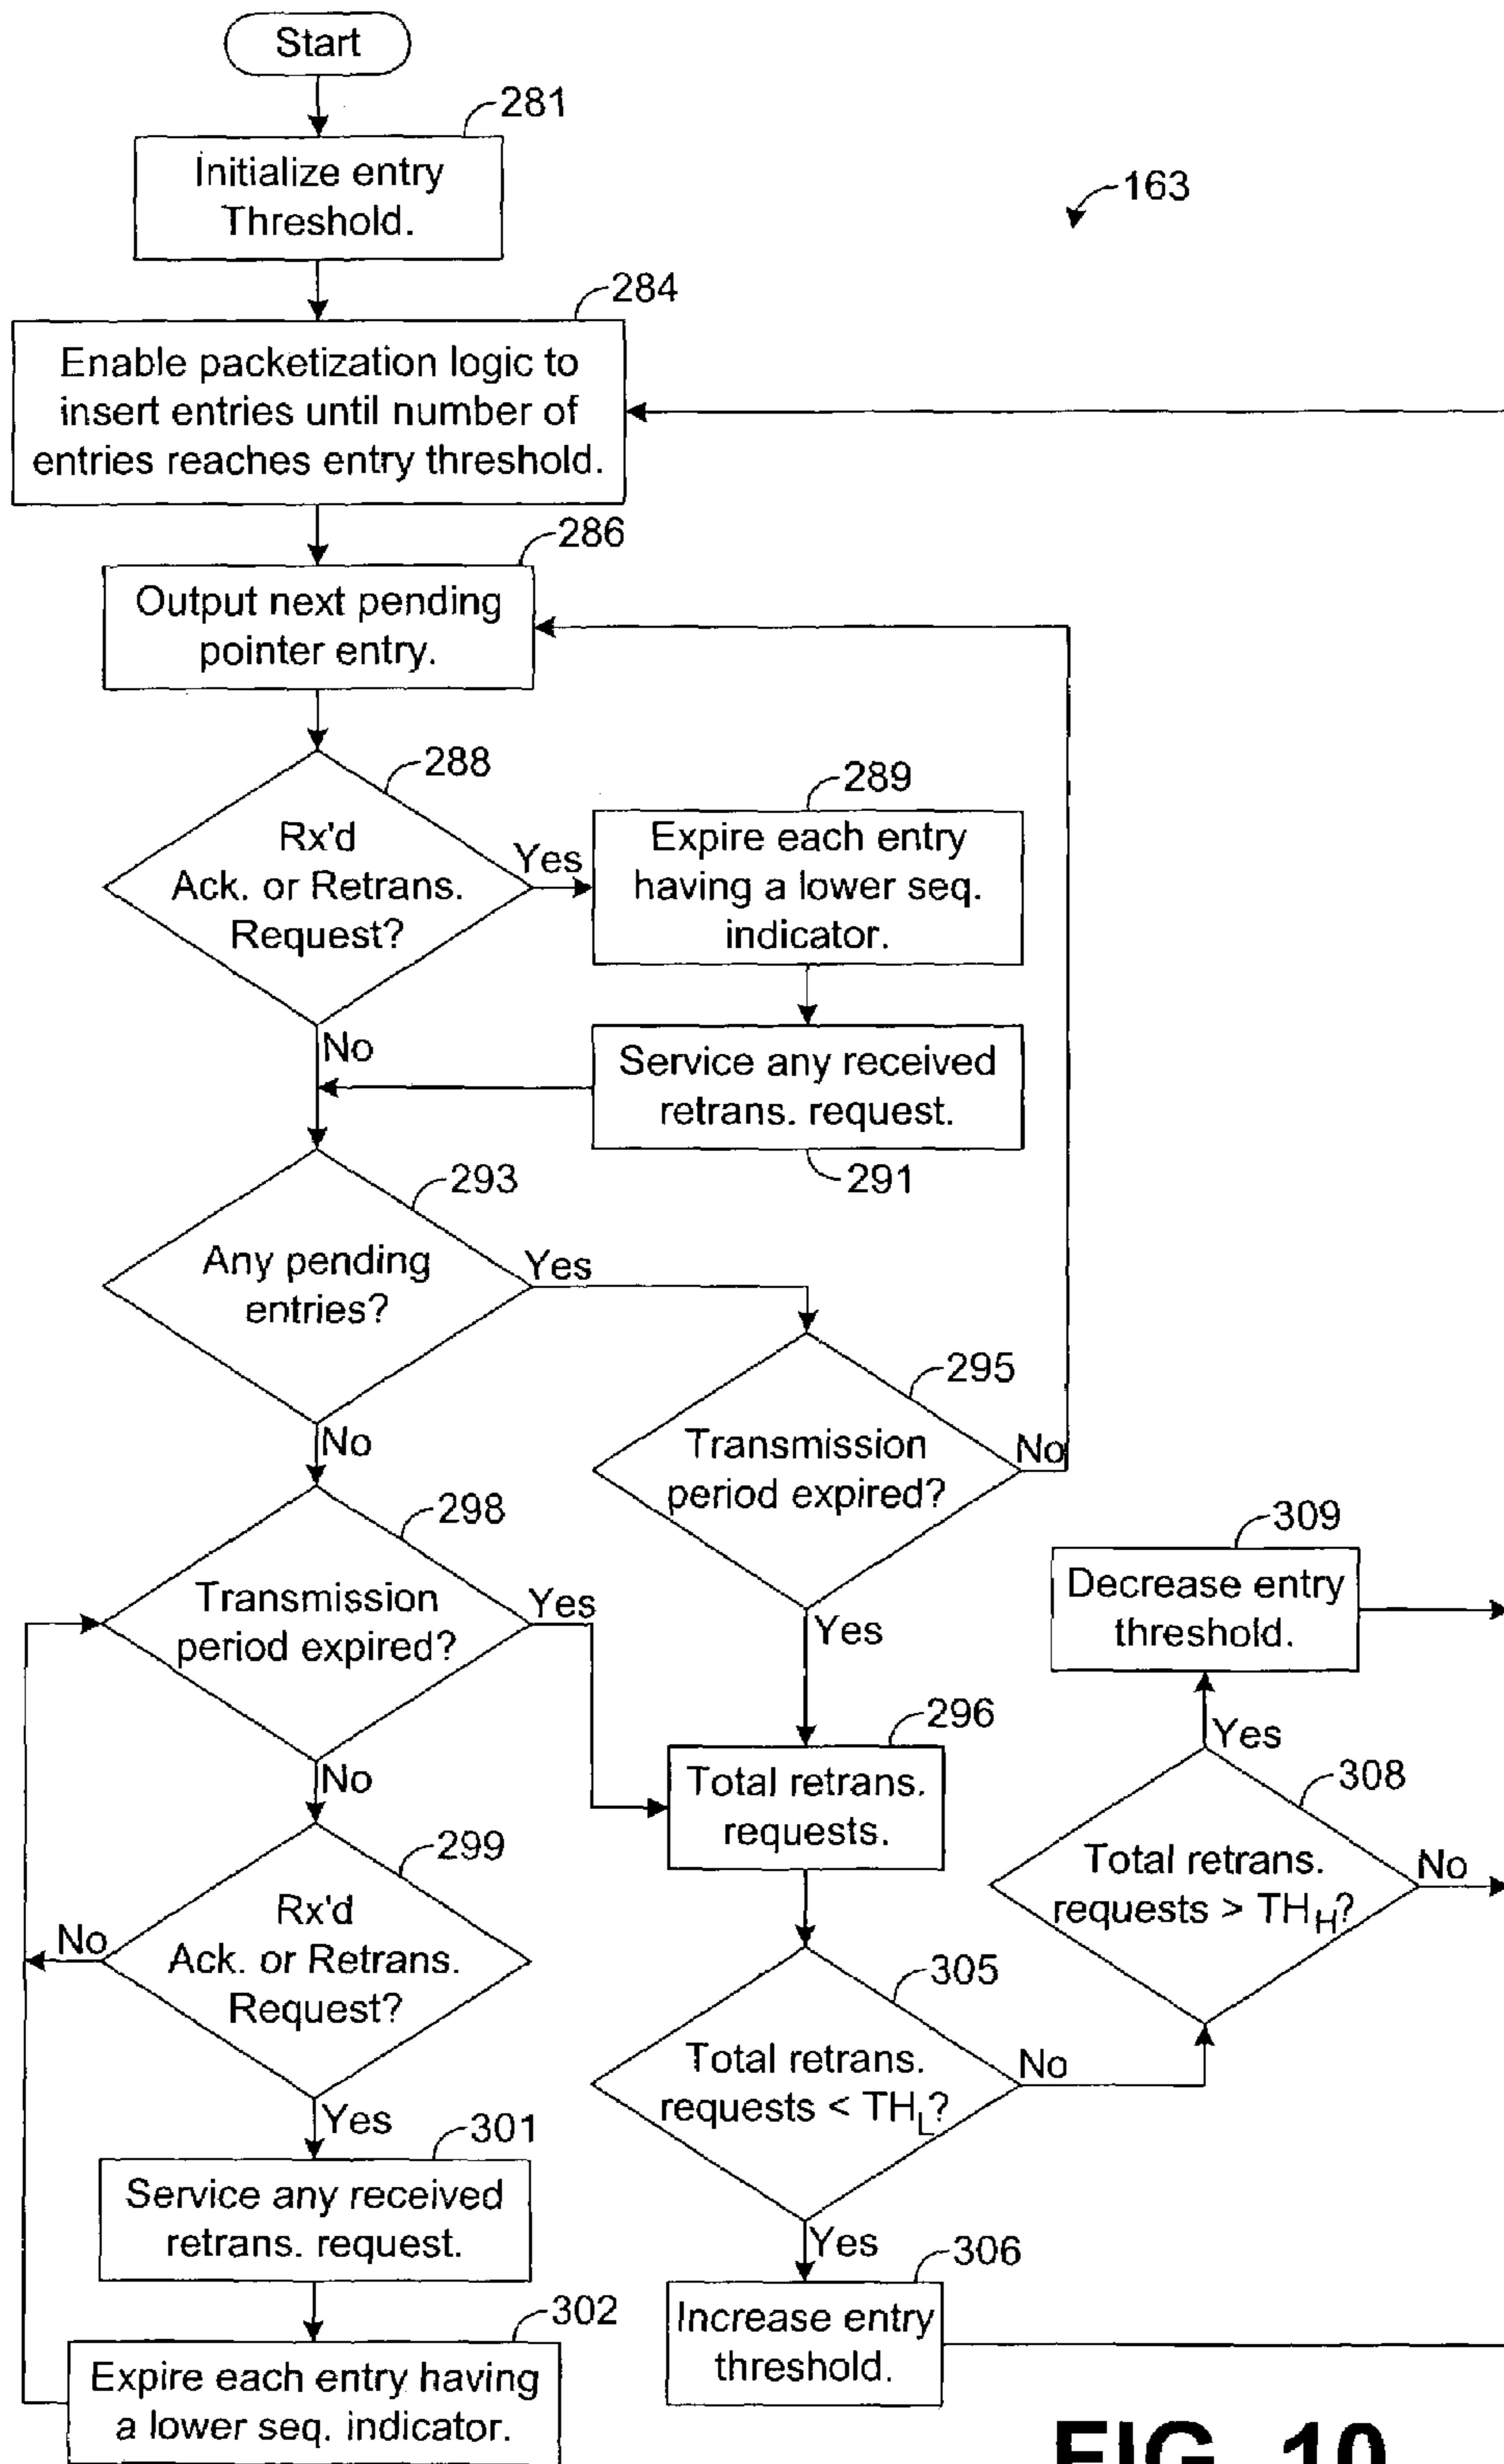 Start
281
Initialize entry
Threshold.
163
284
Enable packetization logic to
insert entries until number of
entries reaches entry threshold.
286
Output next pending
pointer entry.
288
Rx'd
Ack. or Retrans.
Request?
Yes
289
Expire each entry
having a lower seq.
indicator.
No
Service any received
retrans. request.
291
293
Any pending
entries?
Yes
No
295
Transmission
period expired?
No
Yes
298
Transmission
period expired?
Yes
No
296
Total retrans.
requests.
309
Decrease entry
threshold.
Yes
308
Total retrans.
requests > TH H?
No
299
Rx'd
Ack. or Retrans.
Request?
No
Yes
305
Total retrans.
requests < TH L?
No
Yes
301
Service any received
retrans. request.
306
Increase entry
threshold.
302
Expire each entry having
a lower seq. indicator.
FIG. 10